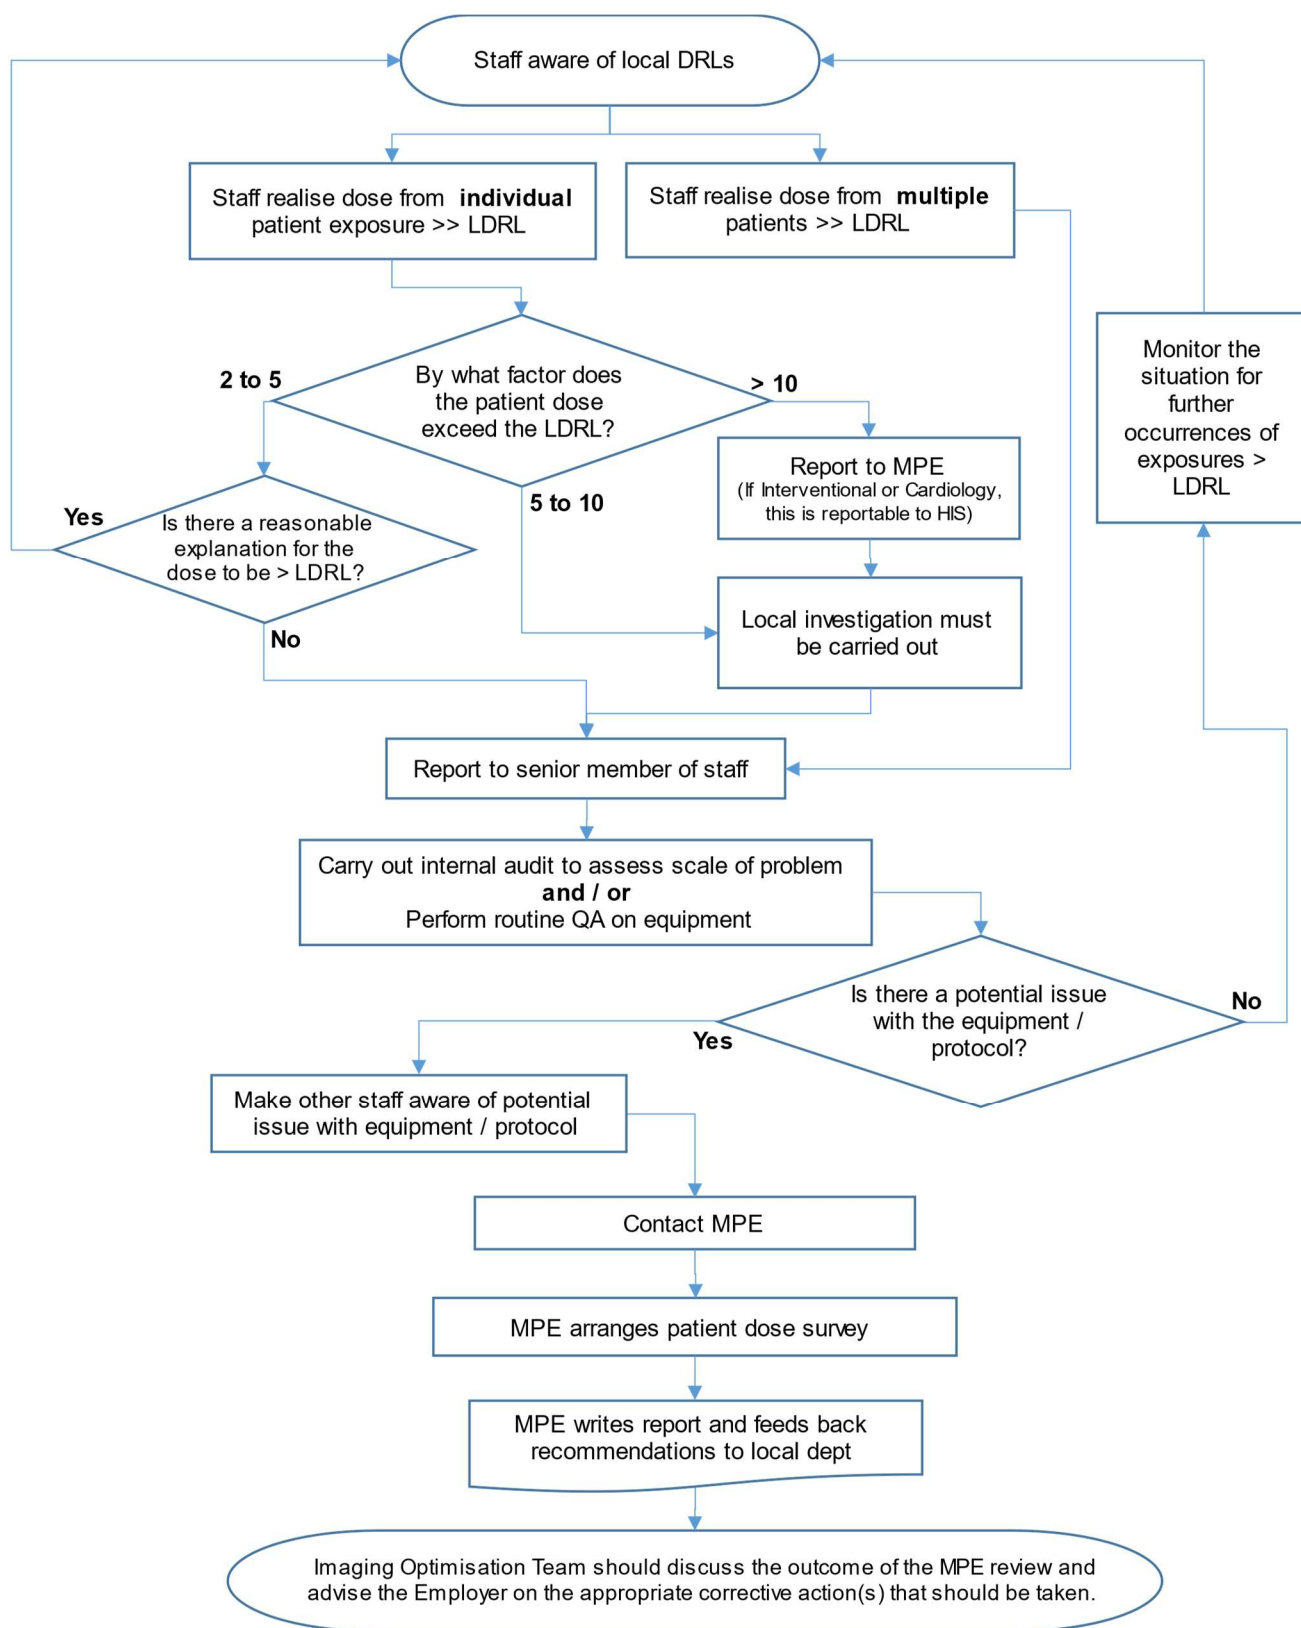 Staff aware of local DRLs
Staff realise dose from individual
patient exposure >> LDRL
Staff realise dose from multiple
patients >> LDRL
By what factor does
the patient dose
exceed the LDRL?
2 to 5
> 10
5 to 10
Report to MPE
(If Interventional or Cardiology,
this is reportable to HIS)
Monitor the
situation for
further
occurrences of
exposures >
LDRL
Is there a reasonable
explanation for the
dose to be > LDRL?
Yes
No
Local investigation must
be carried out
Report to senior member of staff
Carry out internal audit to assess scale of problem
and / or
Perform routine QA on equipment
Is there a potential issue
with the equipment /
protocol?
Yes
No
Make other staff aware of potential
issue with equipment / protocol
Contact MPE
MPE arranges patient dose survey
MPE writes report and feeds back
recommendations to local dept
Imaging Optimisation Team should discuss the outcome of the MPE review and
advise the Employer on the appropriate corrective action(s) that should be taken.